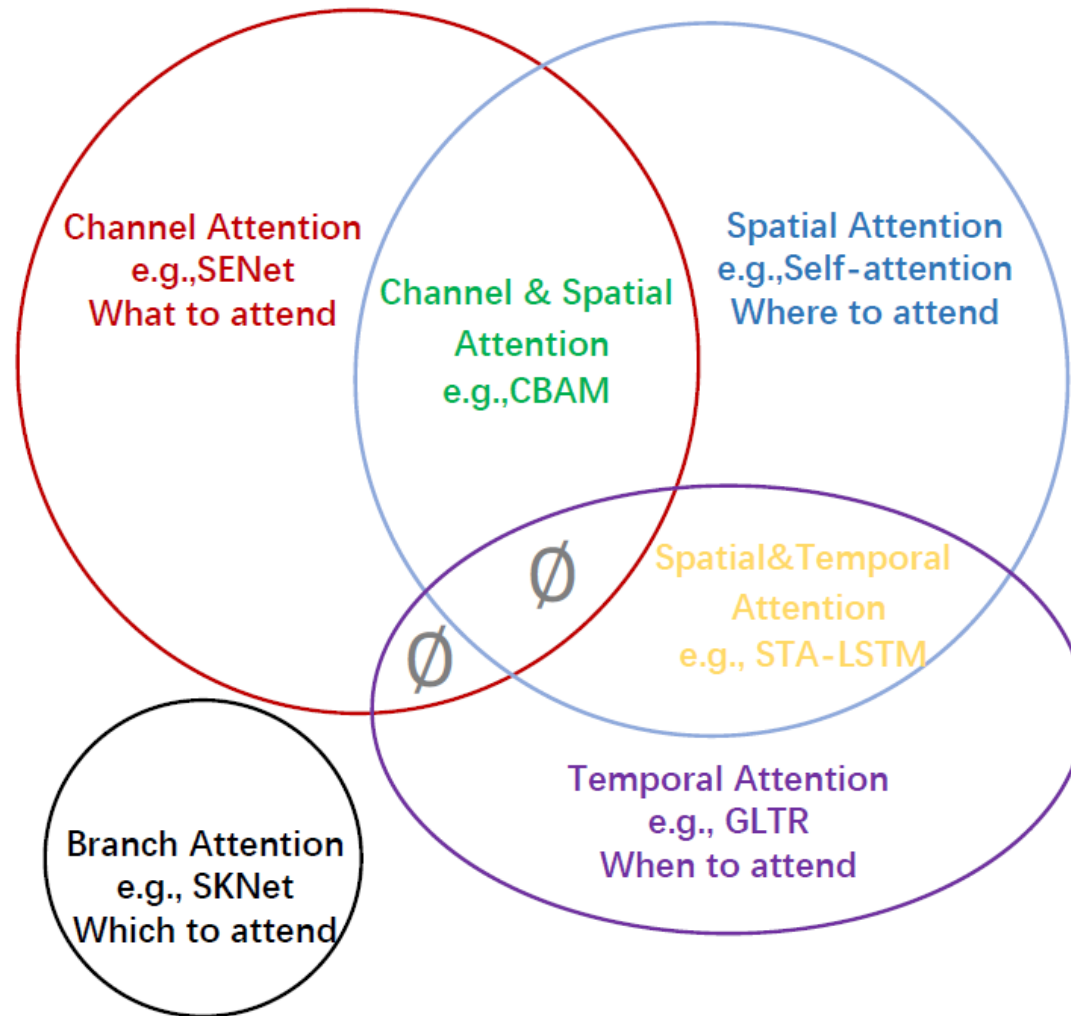 Channel Attention
e.g.,SENet
What to attend
Channel & Spatial
Attention
e.g.,CBAM
Spatial Attention
e.g.,Self-attention
Where to attend
∅
∅
Spatial&Temporal
Attention
e.g., STA-LSTM
Temporal Attention
e.g., GLTR
When to attend
Branch Attention
e.g., SKNet
Which to attend